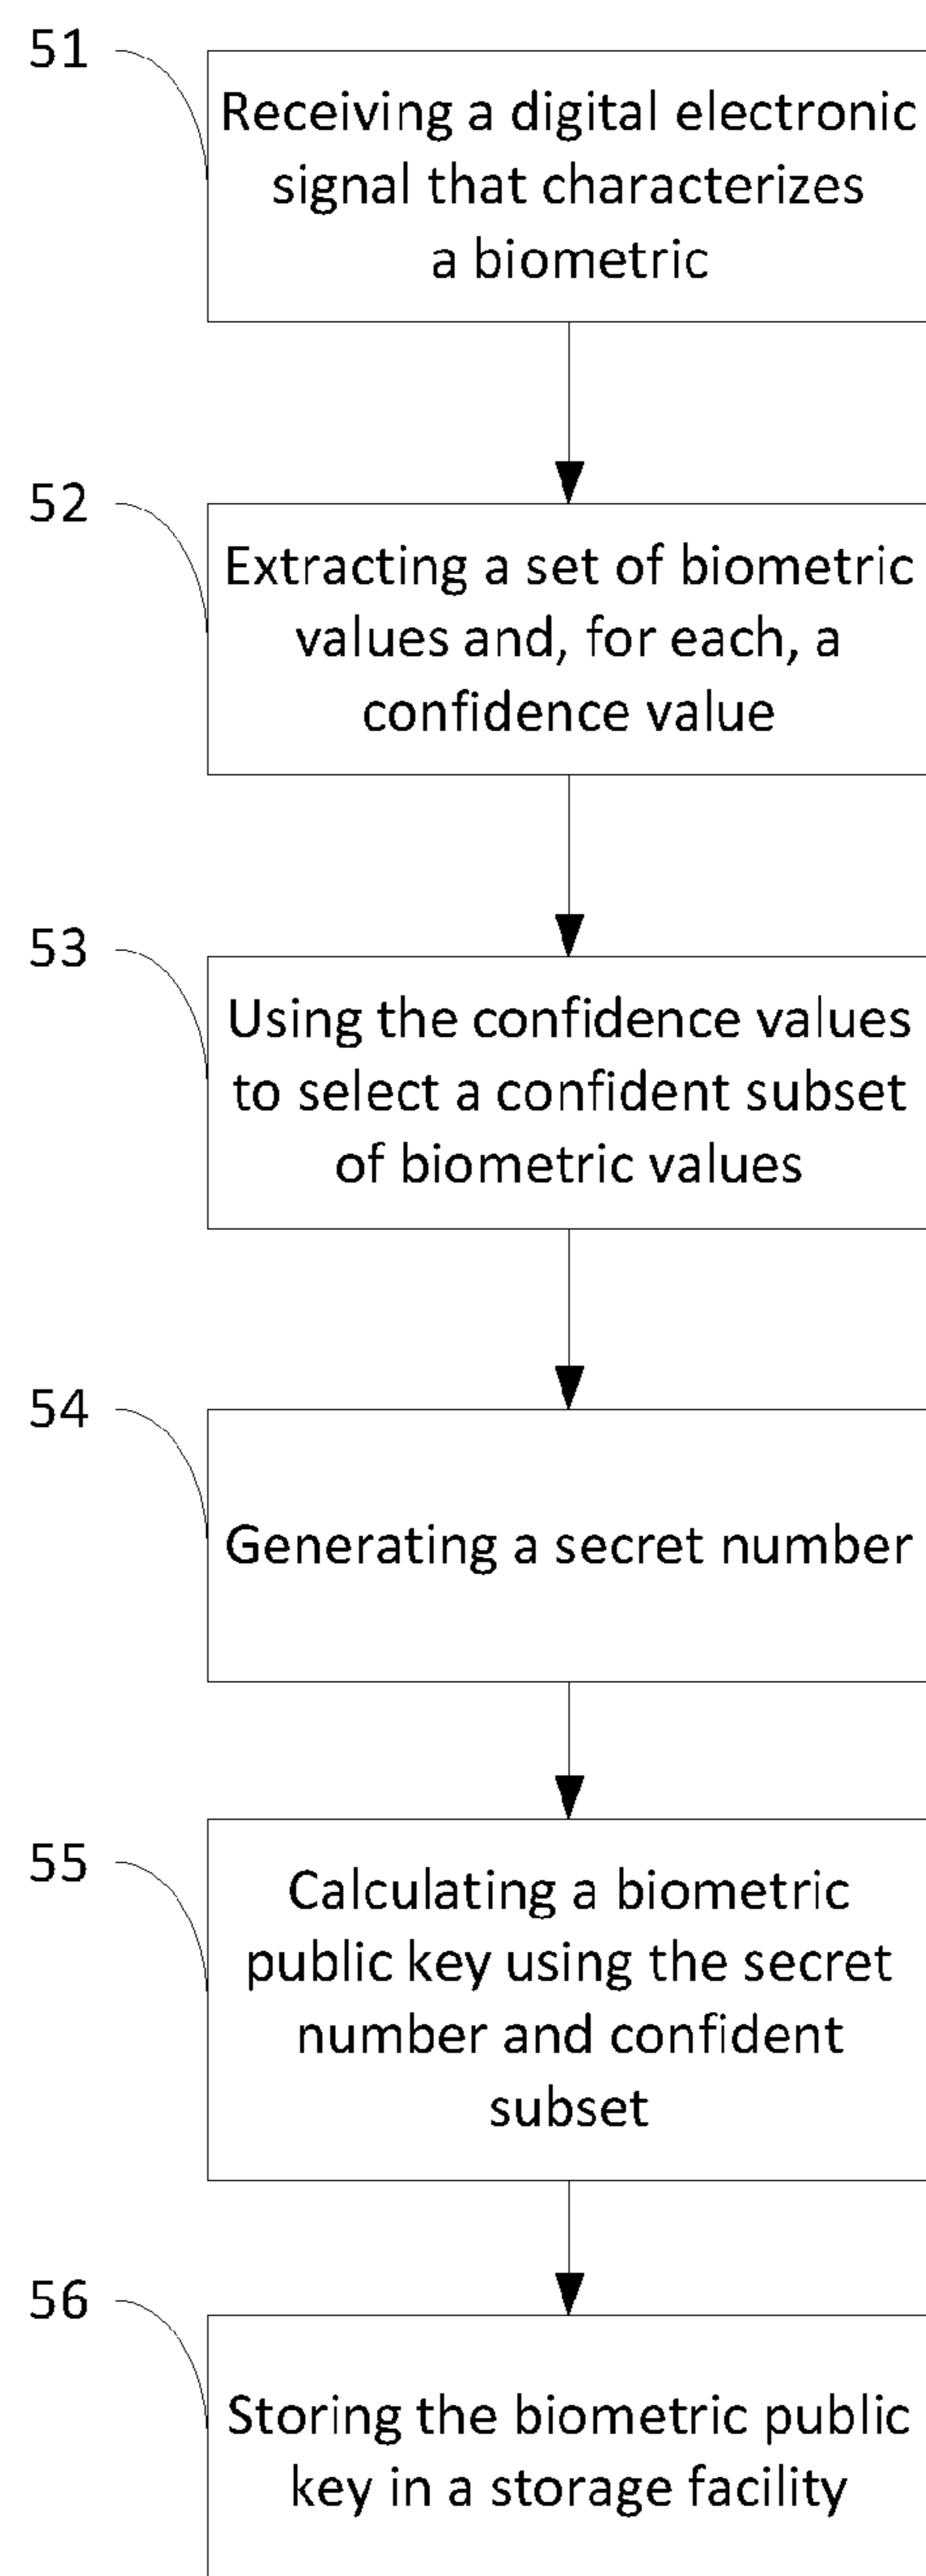 51
Receiving a digital electronic
signal that characterizes
a biometric
52
Extracting a set of biometric
values and, for each, a
confidence value
53
Using the confidence values
to select a confident subset
of biometric values
54
Generating a secret number
55
Calculating a biometric
public key using the secret
number and confident
subset
56
Storing the biometric public
key in a storage facility